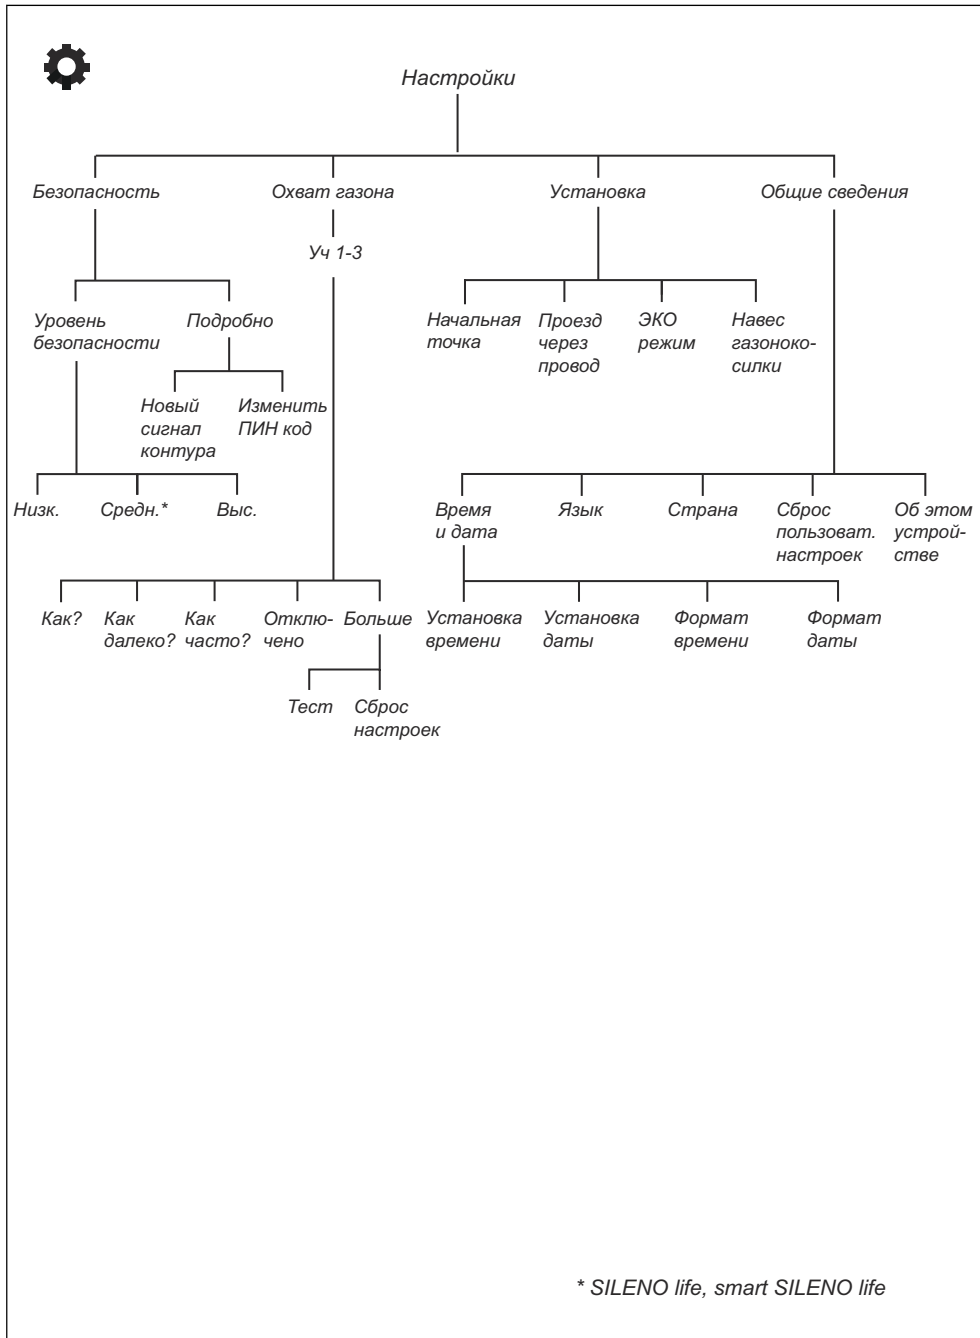 Настройки
Безопасность
Охват газона
Установка
Общие сведения
Уч 1-3
Уровень
безопасности
Подробно
Начальная
точка
Проезд
через
провод
ЭКО
режим
Навес
газоноко-
силки
Новый
сигнал
контура
Изменить
ПИН код
Низк.
Средн.*
Выс.
Время
и дата
Язык
Страна
Сброс
пользоват.
настроек
Об этом
устрой-
стве
Как?
Как
далеко?
Как
часто?
Отклю-
чено
Больше
Установка
времени
Установка
даты
Формат
времени
Формат
даты
Тест
Сброс
настроек
* SILENO life, smart SILENO life